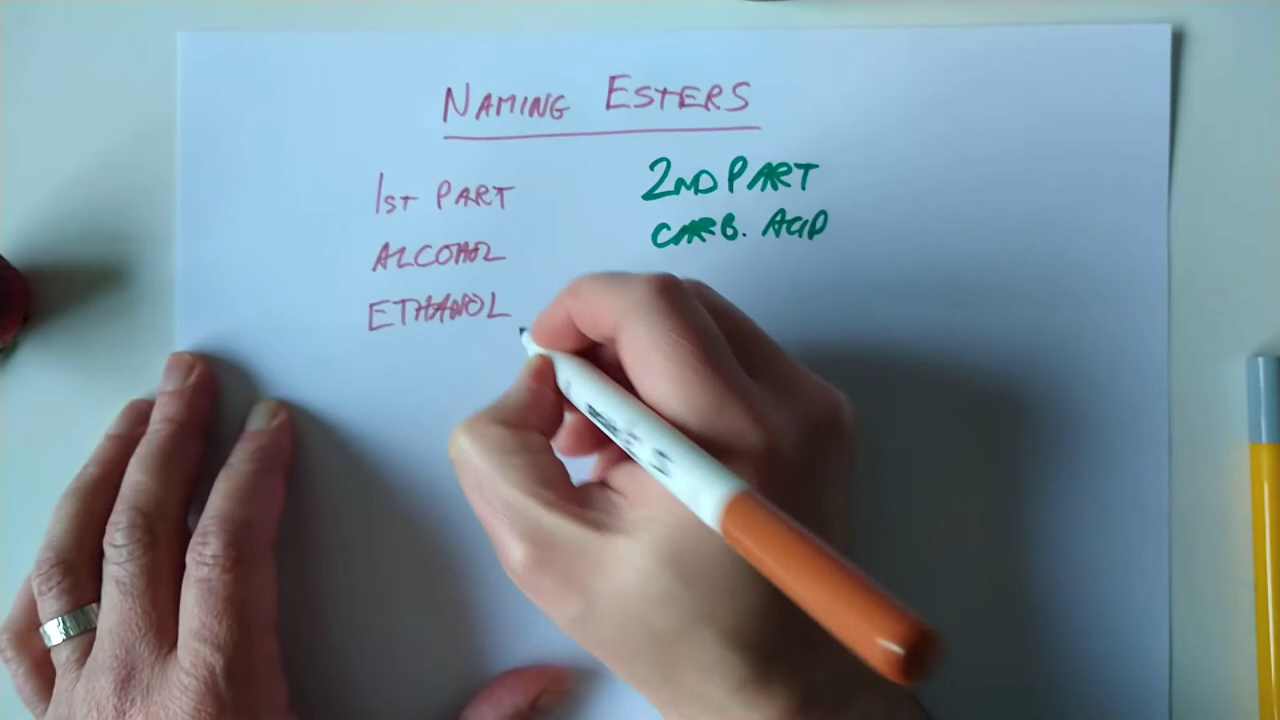 NAMING ESTERS
1ST PART
ALCOHOL
ETHANOL
2ND PART
CARB. ACID